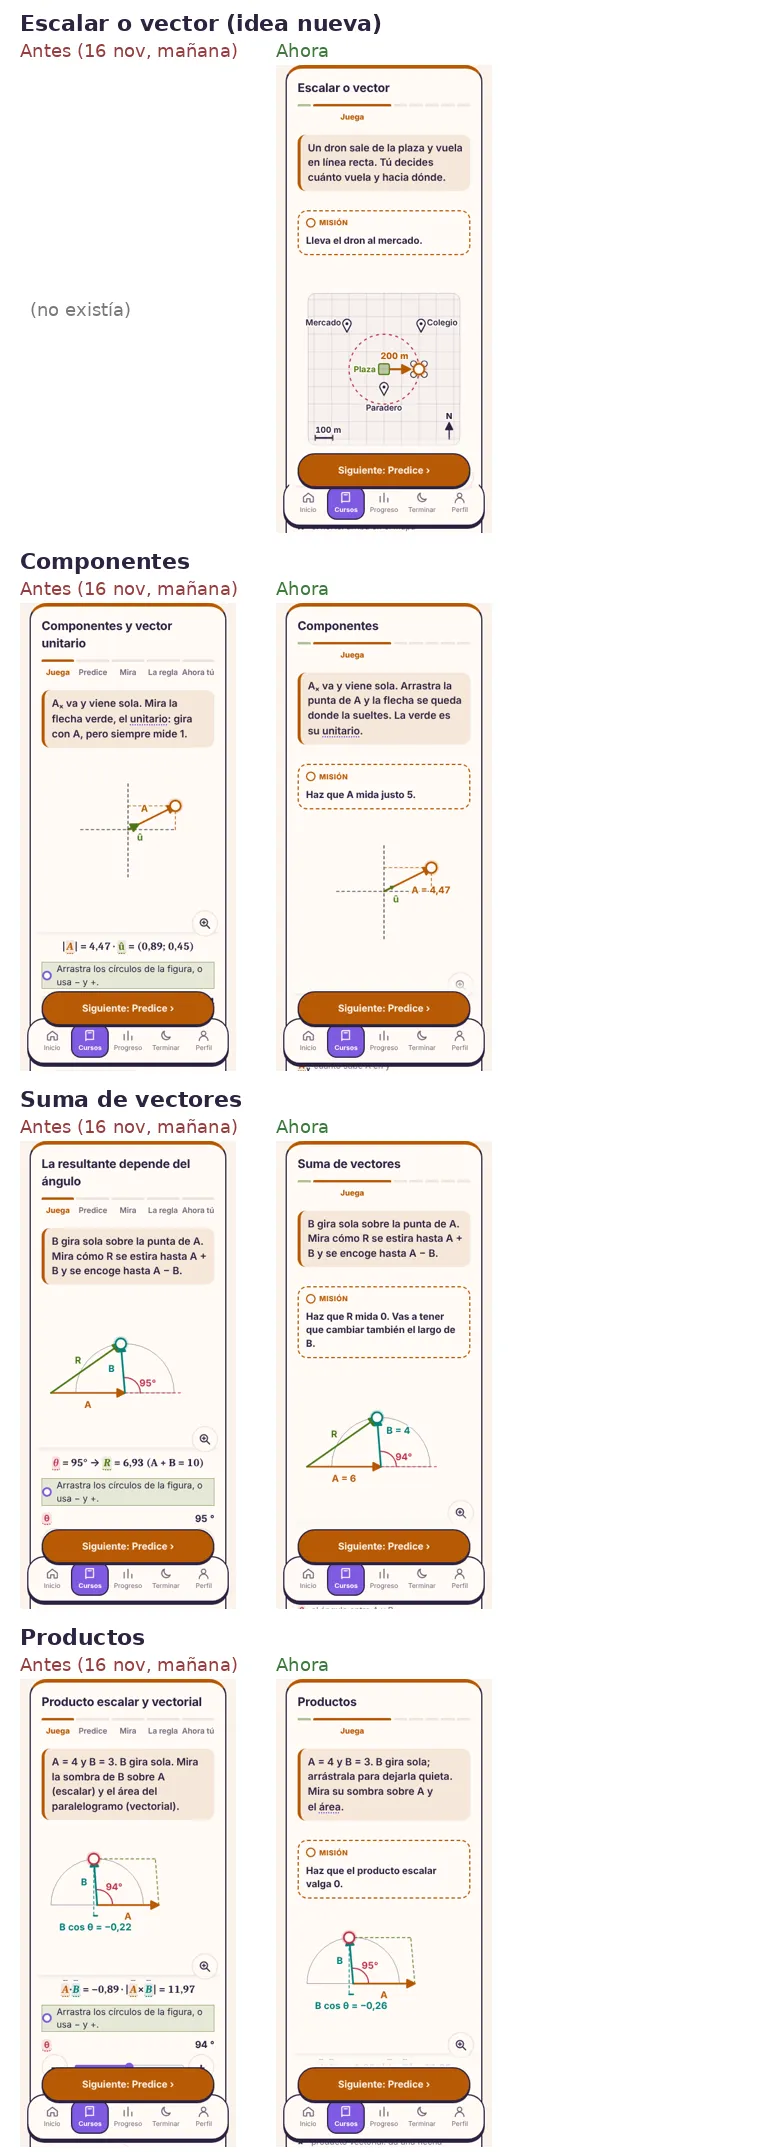 Escalar o vector (idea nueva)
Antes (16 nov, mañana)
Ahora
(no existía)
Escalar o vector
Juega
Un dron sale de la plaza y vuela
en línea recta. Tú decides
cuánto vuela y hacia dónde.
MISIÓN
Lleva el dron al mercado.
Mercado
Colegio
200 m
Plaza
Paradero
N
100 m
Siguiente: Predice ›
Inicio Cursos Progreso Terminar Perfil
Componentes
Antes (16 nov, mañana)
Ahora
Componentes y vector
unitario
Juega Predice Mira La regla Ahora tú
Aₓ va y viene sola. Mira la
flecha verde, el unitario: gira
con A, pero siempre mide 1.
A
û
|A| = 4,47 · û = (0,89; 0,45)
Arrastra los círculos de la figura, o
usa − y +.
Siguiente: Predice ›
Inicio Cursos Progreso Terminar Perfil
Componentes
Juega
Aₓ va y viene sola. Arrastra la
punta de A y la flecha se queda
donde la sueltes. La verde es
su unitario.
MISIÓN
Haz que A mida justo 5.
A = 4,47
û
Siguiente: Predice ›
Inicio Cursos Progreso Terminar Perfil
Suma de vectores
Antes (16 nov, mañana)
Ahora
La resultante depende del
ángulo
Juega Predice Mira La regla Ahora tú
B gira sola sobre la punta de A.
Mira cómo R se estira hasta A +
B y se encoge hasta A − B.
R
B
95°
A
θ = 95° → R = 6,93 (A + B = 10)
Arrastra los círculos de la figura, o
usa − y +.
θ 95 °
Siguiente: Predice ›
Inicio Cursos Progreso Terminar Perfil
Suma de vectores
Juega
B gira sola sobre la punta de A.
Mira cómo R se estira hasta A +
B y se encoge hasta A − B.
MISIÓN
Haz que R mida 0. Vas a tener
que cambiar también el largo de
B.
R
B = 4
94°
A = 6
Siguiente: Predice ›
Inicio Cursos Progreso Terminar Perfil
Productos
Antes (16 nov, mañana)
Ahora
Producto escalar y vectorial
Juega Predice Mira La regla Ahora tú
A = 4 y B = 3. B gira sola. Mira
la sombra de B sobre A
(escalar) y el área del
paralelogramo (vectorial).
B
94°
A
B cos θ = −0,22
A·B = −0,89 · |A×B| = 11,97
Arrastra los círculos de la figura, o
usa − y +.
θ 94 °
Siguiente: Predice ›
Inicio Cursos Progreso Terminar Perfil
Productos
Juega
A = 4 y B = 3. B gira sola;
arrástrala para dejarla quieta.
Mira su sombra sobre A y
el área.
MISIÓN
Haz que el producto escalar
valga 0.
B
95°
A
B cos θ = −0,26
Siguiente: Predice ›
Inicio Cursos Progreso Terminar Perfil